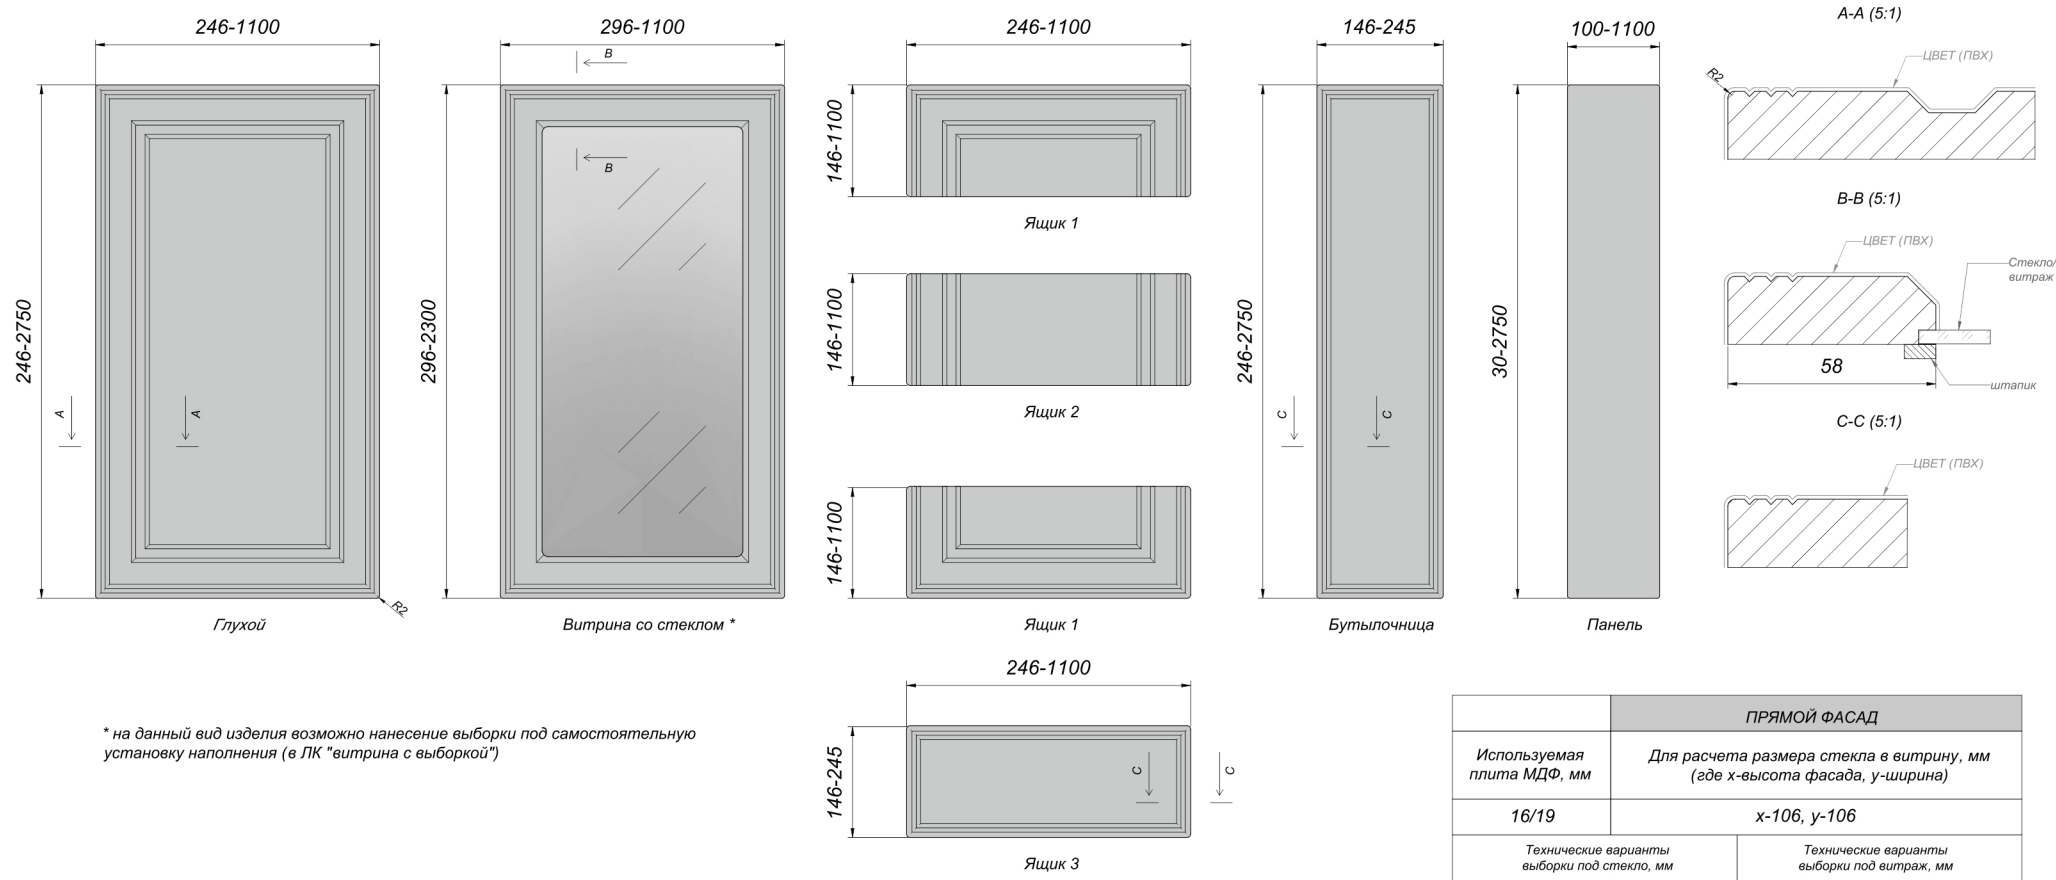 246-1100
296-1100
246-1100
146-245
100-1100
A-A (5:1)
B
ЦВЕТ (ПВХ)
R2
B
246-2750
296-2300
146-1100
Ящик 1
146-1100
Ящик 2
146-1100
Ящик 1
246-2750
30-2750
A
A
C
C
B-B (5:1)
ЦВЕТ (ПВХ)
Стекло/
витраж
58
штапик
C-C (5:1)
ЦВЕТ (ПВХ)
R2
Глухой
Витрина со стеклом *
Бутылочница
Панель
246-1100
146-245
C
C
Ящик 3
* на данный вид изделия возможно нанесение выборки под самостоятельную
установку наполнения (в ЛК "витрина с выборкой")
ПРЯМОЙ ФАСАД
Используемая
плита МДФ, мм
Для расчета размера стекла в витрину, мм
(где х-высота фасада, у-ширина)
16/19
х-106, у-106
Технические варианты
выборки под стекло, мм
Технические варианты
выборки под витраж, мм